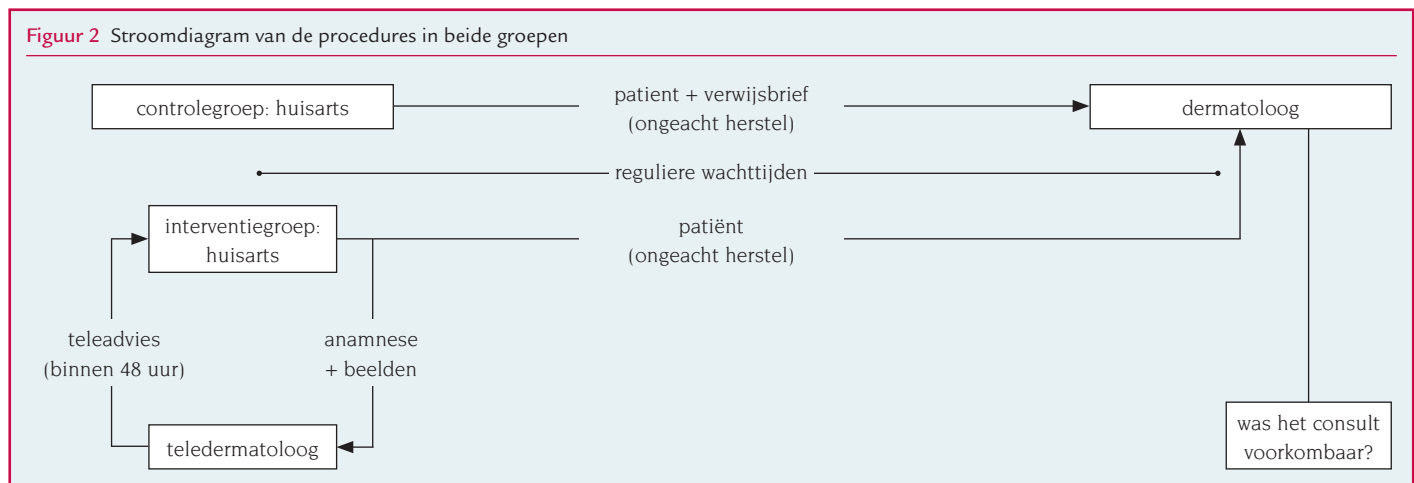 Figuur 2 Stroomdiagram van de procedures in beide groepen
controlegroep: huisarts
patient + verwijsbrief
(ongeacht herstel)
dermatoloog
reguliere wachttijden
interventiegroep:
huisarts
patiënt
(ongeacht herstel)
teleadvies
(binnen 48 uur)
anamnese
+ beelden
teledermatoloog
was het consult
voorkombaar?